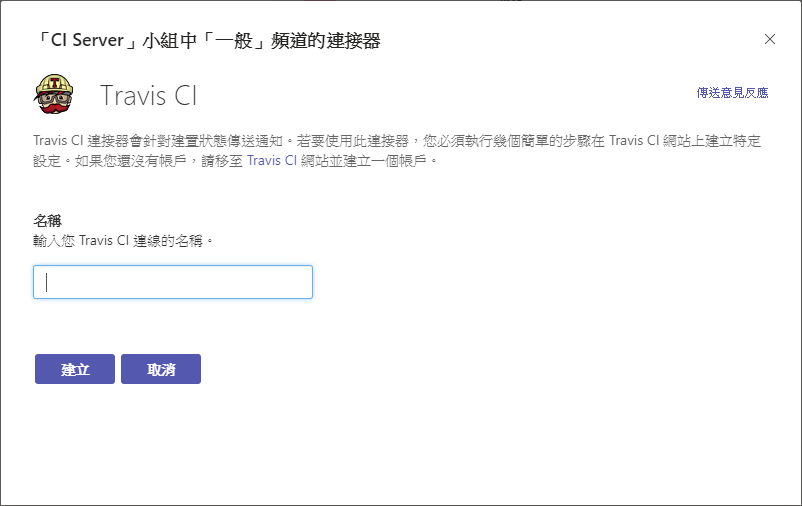 「CI Server」小組中「一般」頻道的連接器
Travis CI
傳送意見反應
Travis CI 連接器會針對建置狀態傳送通知。若要使用此連接器，您必須執行幾個簡單的步驟在 Travis CI 網站上建立特定
設定。如果您還沒有帳戶，請移至 Travis CI 網站並建立一個帳戶。
名稱
輸入您 Travis CI 連線的名稱。
建立
取消